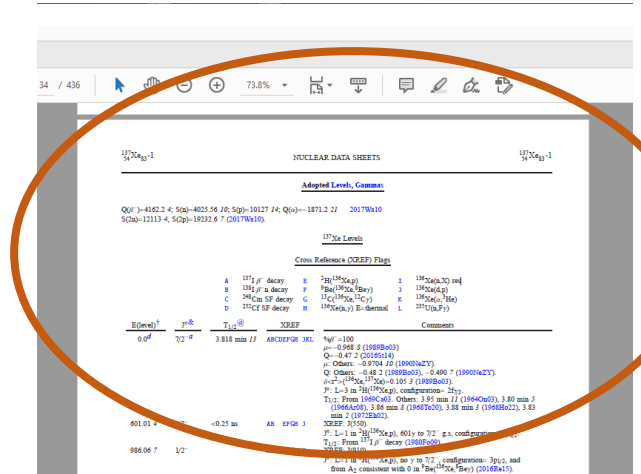 34 / 436 73.8%
137Xe83-1 NUCLEAR DATA SHEETS 137Xe83-1
54 54
Adopted Levels, Gammas
Q(β−)=4162.2 4; S(n)=4025.56 10; S(p)=10127 14; Q(α)=−1871.2 21 2017Wa10
S(2n)=12113 4, S(2p)=19232.6 7 (2017Wa10).
137Xe Levels
Cross Reference (XREF) Flags
A 137I β− decay E 2H(136Xe,p) I 136Xe(n,X) res
B 138I β−n decay F 9Be(136Xe,8Bey) J 136Xe(d,p)
C 248Cm SF decay G 13C(136Xe,12Cγ) K 136Xe(α,3He)
D 252Cf SF decay H 136Xe(n,γ) E=thermal L 235U(n,Fγ)
E(level)† Jπ& T1/2@ XREF Comments
0.0d 7/2−a 3.818 min 13 ABCDEFGH JKL %β−=100
μ=−0.968 8 (1989Bo03)
Q=−0.47 2 (2016St14)
μ: Others: −0.9704 10 (1990NeZY).
Q: Others: −0.48 2 (1989Bo03), −0.490 7 (1990NeZY).
δ<r2>(136Xe,137Xe)=0.105 3 (1989Bo03).
Jπ: L=3 in 2H(136Xe,p), configuration= 2f7/2.
T1/2: From 1969Ca03. Others: 3.95 min 11 (1964On03), 3.80 min 5
(1966Ar08), 3.86 min 8 (1968To20), 3.88 min 3 (1968Ho22), 3.83
min 2 (1972Eh02).
601.01 4 <0.25 ns AB EFGH J XREF: J(550).
Jπ: L=1 in 2H(136Xe,p), 601γ to 7/2− g.s, configuration
T1/2: From 137I β− decay (1980Fo09).
986.06 7 1/2− XREF: I(910)
Jπ: L=1 in 2H(136Xe,p), no γ to 7/2−, configuration= 3p1/2, and
from A2 consistent with 0 in 9Be(136Xe,8Beγ) (2016Re15).